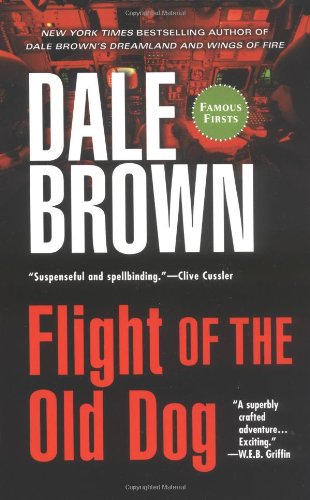 NEW YORK TIMES BESTSELLING AUTHOR OF
DALE BROWN'S DREAMLAND AND WINGS OF FIRE
DALE
BROWN
FAMOUS
FIRSTS
"Suspenseful and spellbinding."—Clive Cussler
Flight OF THE
Old Dog
"A superbly
crafted
adventure...
Exciting."
—W.E.B. Griffin